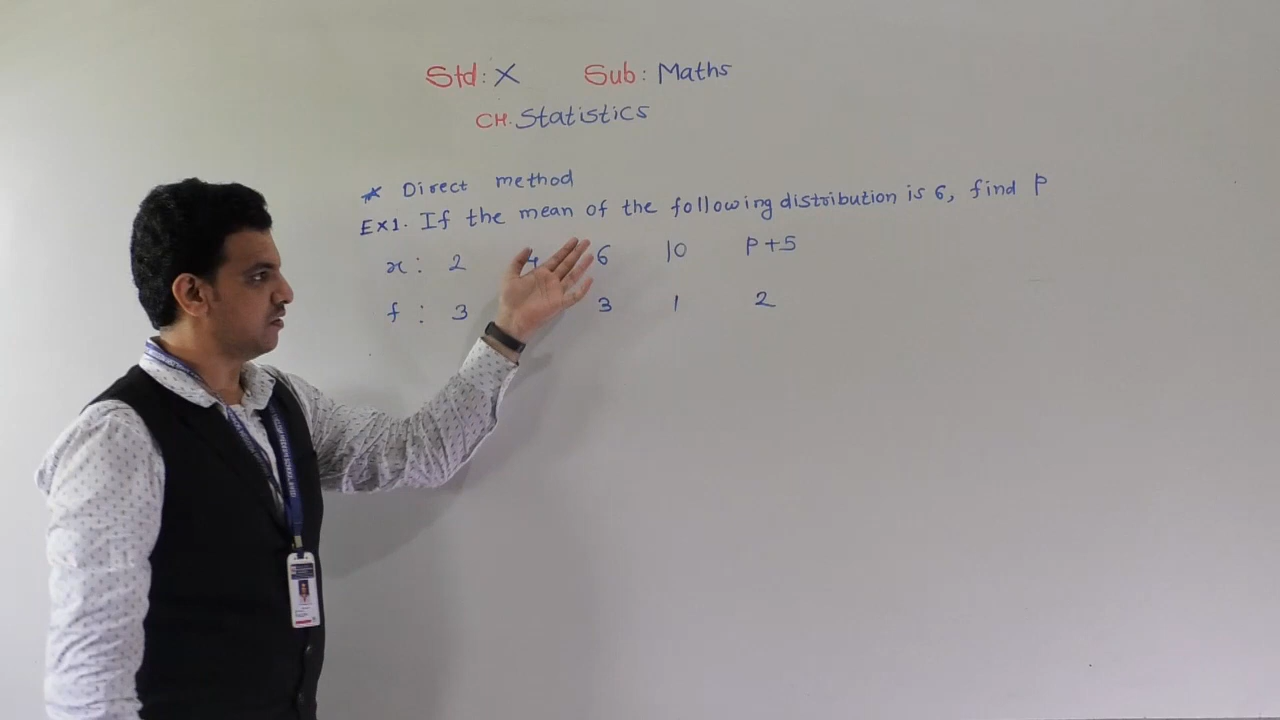 Std: X Sub: Maths
CH. Statistics
* Direct method
Ex1. If the mean of the following distribution is 6, find P
x : 2 4 6 10 P+5
f : 3 3 1 2